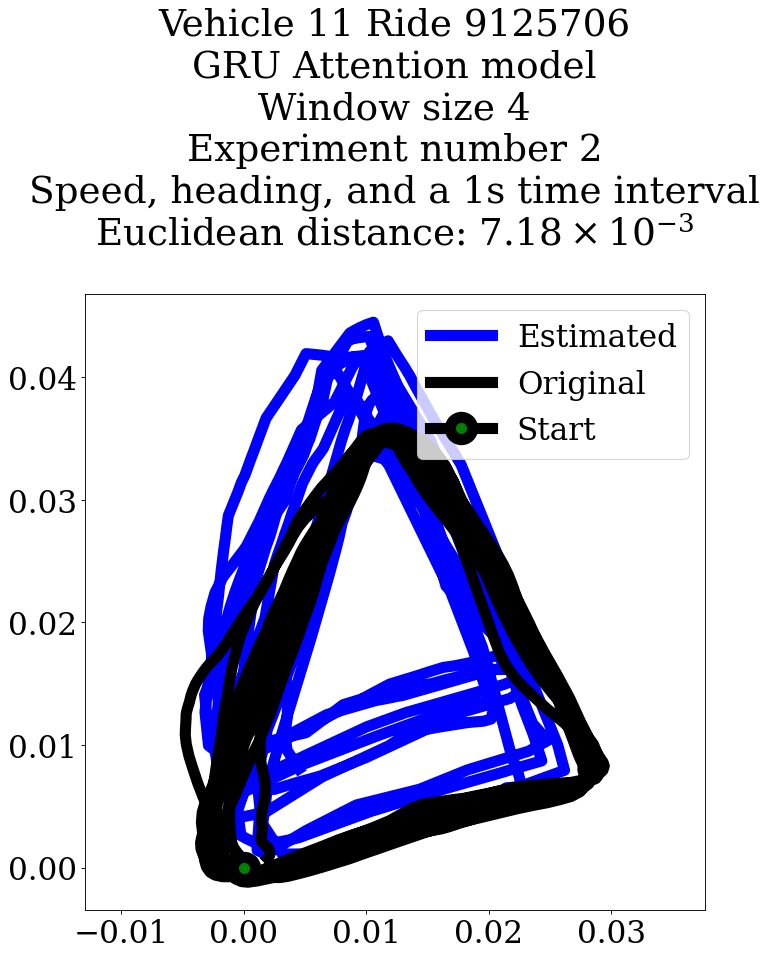 Vehicle 11 Ride 9125706
GRU Attention model
Window size 4
Experiment number 2
Speed, heading, and a 1s time interval
Euclidean distance: 7.18 × 10⁻³
Estimated
Original
Start
0.04
0.03
0.02
0.01
0.00
−0.01 0.00 0.01 0.02 0.03